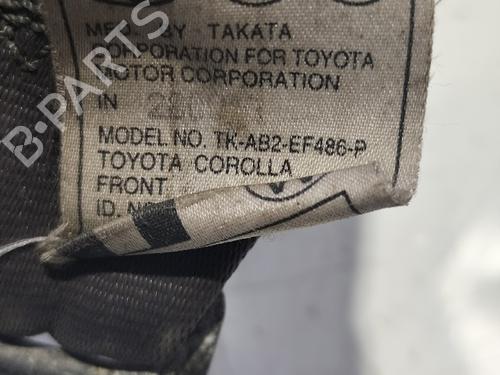 MFD. BY TAKATA
CORPORATION FOR TOYOTA
MOTOR CORPORATION
IN
MODEL NO. TK-AB2-EF486-P
TOYOTA COROLLA
FRONT
ID. NO
B-PARTS